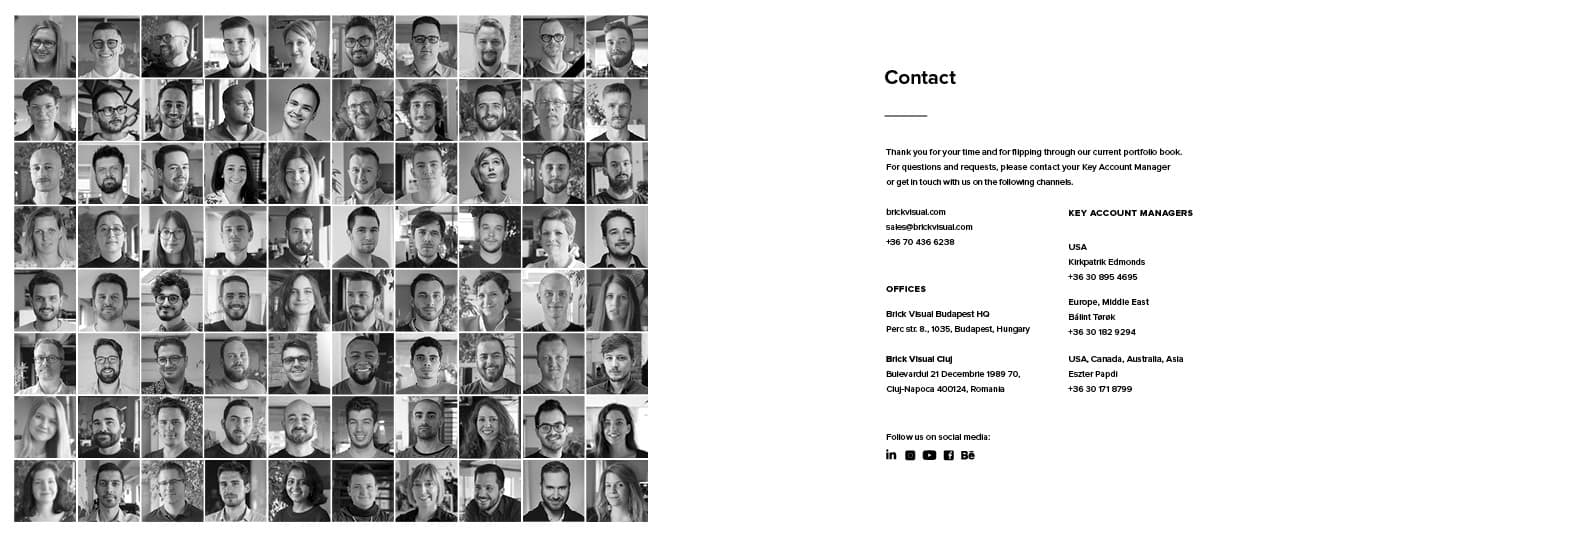 Contact
Thank you for your time and for flipping through our current portfolio book.
For questions and requests, please contact your Key Account Manager
or get in touch with us on the following channels.
brickvisual.com
sales@brickvisual.com
+36 70 436 6238
OFFICES
Brick Visual Budapest HQ
Perc str. 8., 1035, Budapest, Hungary
Brick Visual Cluj
Bulevardul 21 Decembrie 1989 70,
Cluj-Napoca 400124, Romania
KEY ACCOUNT MANAGERS
USA
Kirkpatrik Edmonds
+36 30 895 4695
Europe, Middle East
Bálint Tørøk
+36 30 182 9294
USA, Canada, Australia, Asia
Eszter Papdi
+36 30 171 8799
Follow us on social media:
in
Bē